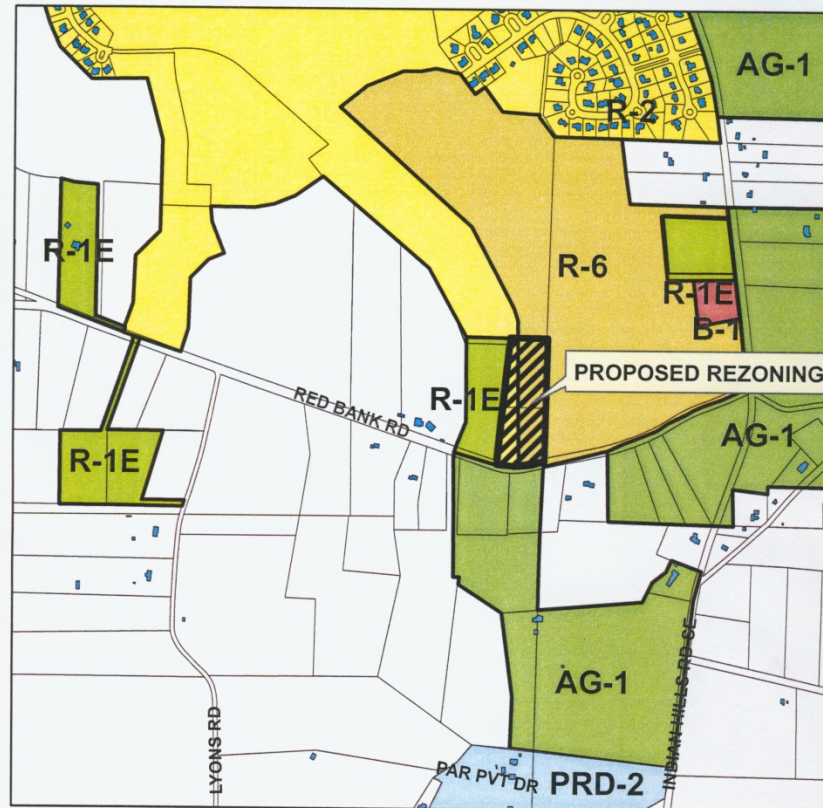 AG-1
R-2
R-1E
R-6
R-1E
B-1
PROPOSED REZONING
R-1E
RED BANK RD
AG-1
R-1E
AG-1
LYONS RD
INDIAN HILLS RD SE
PAR PVT DR
PRD-2